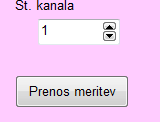 Št. kanala
1
Prenos meritev